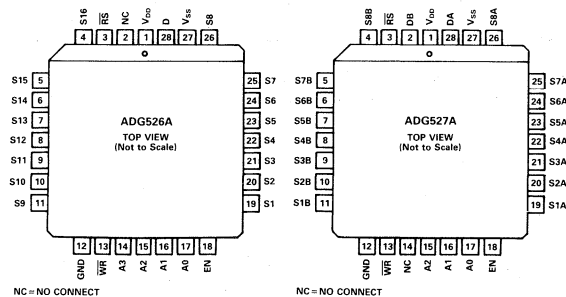 S16 RS NC VDD D VSS S8
4 3 2 1 28 27 26
S15 5
S14 6
S13 7
S12 8
S11 9
S10 10
S9 11
ADG526A
TOP VIEW
(Not to Scale)
25 S7
24 S6
23 S5
22 S4
21 S3
20 S2
19 S1
12 13 14 15 16 17 18
GND WR A3 A2 A1 A0 EN
NC = NO CONNECT
S8B RS DB VDD DA VSS S8A
4 3 2 1 28 27 26
S7B 5
S6B 6
S5B 7
S4B 8
S3B 9
S2B 10
S1B 11
ADG527A
TOP VIEW
(Not to Scale)
25 S7A
24 S6A
23 S5A
22 S4A
21 S3A
20 S2A
19 S1A
12 13 14 15 16 17 18
GND WR NC A2 A1 A0 EN
NC = NO CONNECT